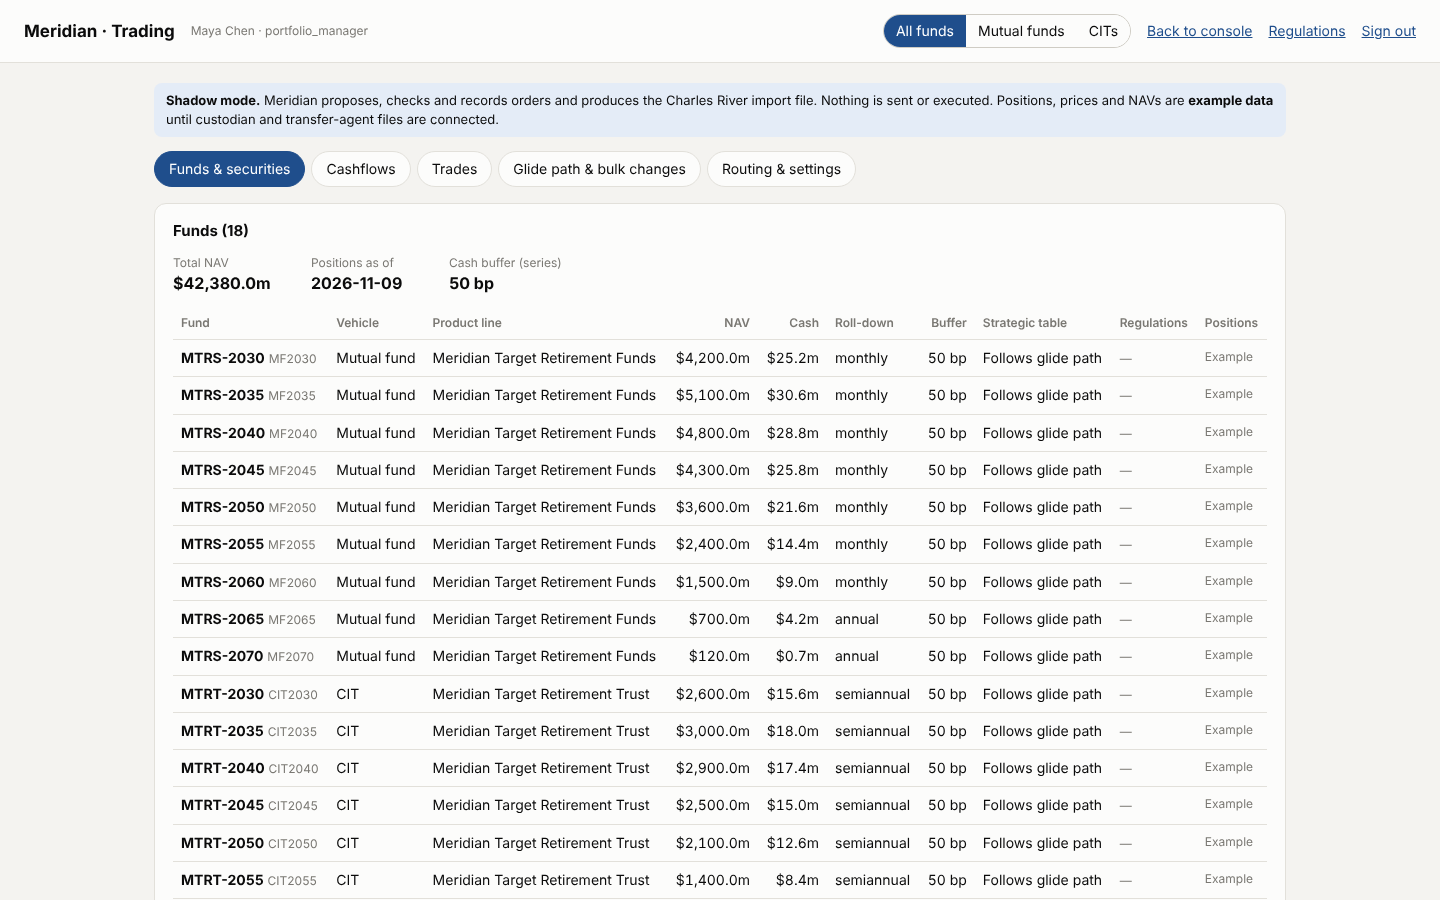 Meridian · Trading Maya Chen · portfolio_manager All funds Mutual funds CITs Back to console Regulations Sign out
Shadow mode. Meridian proposes, checks and records orders and produces the Charles River import file. Nothing is sent or executed. Positions, prices and NAVs are example data
until custodian and transfer-agent files are connected.
Funds & securities Cashflows Trades Glide path & bulk changes Routing & settings
Funds (18)
Total NAV Positions as of Cash buffer (series)
$42,380.0m 2026-11-09 50 bp
Fund Vehicle Product line NAV Cash Roll-down Buffer Strategic table Regulations Positions
MTRS-2030 MF2030 Mutual fund Meridian Target Retirement Funds $4,200.0m $25.2m monthly 50 bp Follows glide path — Example
MTRS-2035 MF2035 Mutual fund Meridian Target Retirement Funds $5,100.0m $30.6m monthly 50 bp Follows glide path — Example
MTRS-2040 MF2040 Mutual fund Meridian Target Retirement Funds $4,800.0m $28.8m monthly 50 bp Follows glide path — Example
MTRS-2045 MF2045 Mutual fund Meridian Target Retirement Funds $4,300.0m $25.8m monthly 50 bp Follows glide path — Example
MTRS-2050 MF2050 Mutual fund Meridian Target Retirement Funds $3,600.0m $21.6m monthly 50 bp Follows glide path — Example
MTRS-2055 MF2055 Mutual fund Meridian Target Retirement Funds $2,400.0m $14.4m monthly 50 bp Follows glide path — Example
MTRS-2060 MF2060 Mutual fund Meridian Target Retirement Funds $1,500.0m $9.0m monthly 50 bp Follows glide path — Example
MTRS-2065 MF2065 Mutual fund Meridian Target Retirement Funds $700.0m $4.2m annual 50 bp Follows glide path — Example
MTRS-2070 MF2070 Mutual fund Meridian Target Retirement Funds $120.0m $0.7m annual 50 bp Follows glide path — Example
MTRT-2030 CIT2030 CIT Meridian Target Retirement Trust $2,600.0m $15.6m semiannual 50 bp Follows glide path — Example
MTRT-2035 CIT2035 CIT Meridian Target Retirement Trust $3,000.0m $18.0m semiannual 50 bp Follows glide path — Example
MTRT-2040 CIT2040 CIT Meridian Target Retirement Trust $2,900.0m $17.4m semiannual 50 bp Follows glide path — Example
MTRT-2045 CIT2045 CIT Meridian Target Retirement Trust $2,500.0m $15.0m semiannual 50 bp Follows glide path — Example
MTRT-2050 CIT2050 CIT Meridian Target Retirement Trust $2,100.0m $12.6m semiannual 50 bp Follows glide path — Example
MTRT-2055 CIT2055 CIT Meridian Target Retirement Trust $1,400.0m $8.4m semiannual 50 bp Follows glide path — Example